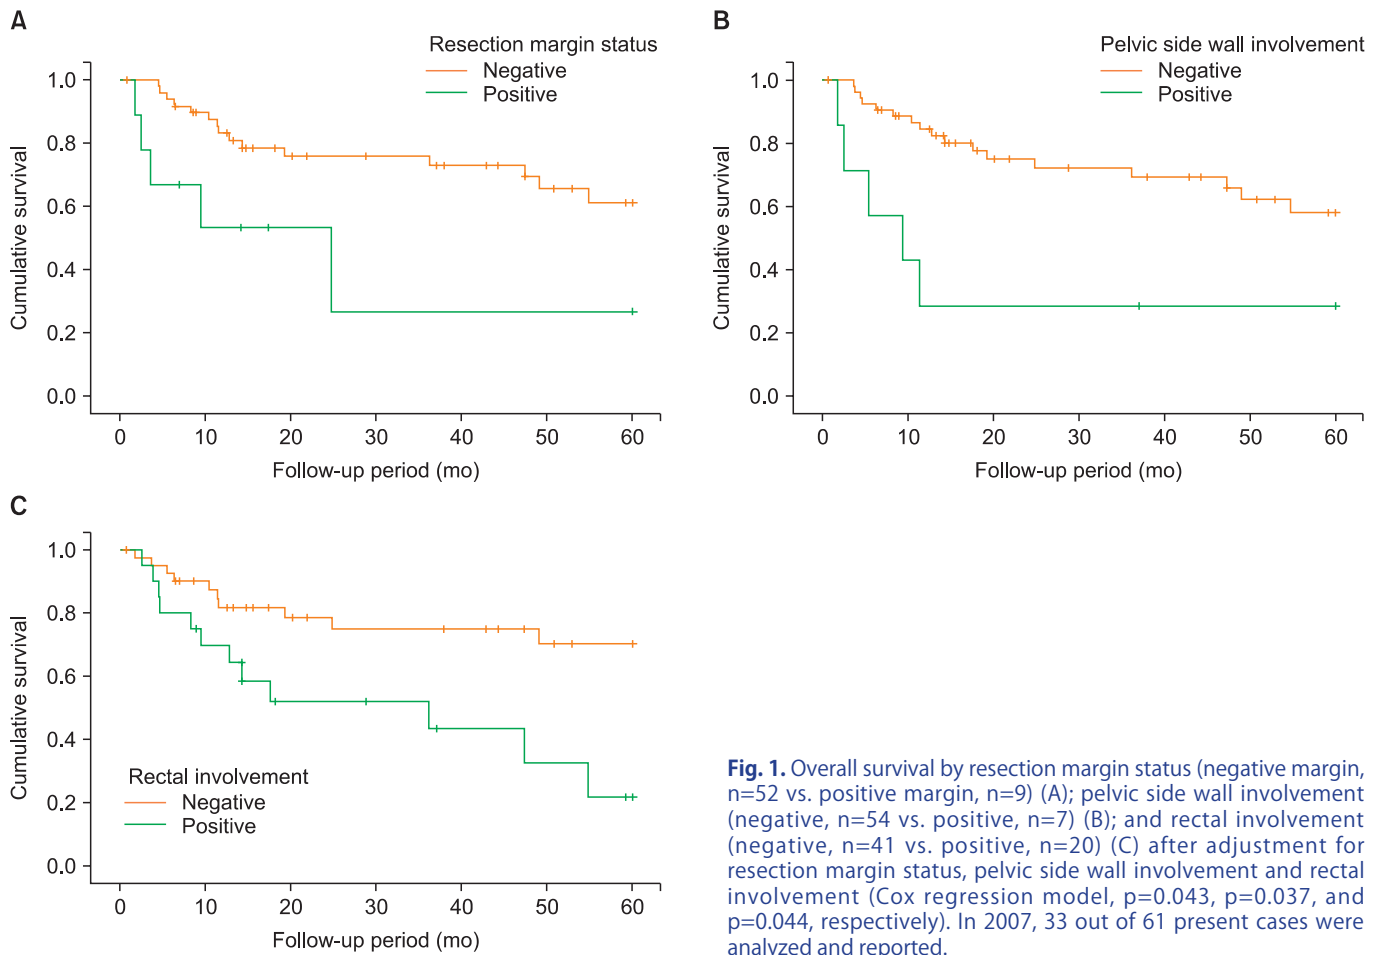 A
Resection margin status
Negative
Positive
1.0
0.8
0.6
0.4
0.2
0.0
Cumulative survival
0 10 20 30 40 50 60
Follow-up period (mo)
B
Pelvic side wall involvement
Negative
Positive
1.0
0.8
0.6
0.4
0.2
0.0
Cumulative survival
0 10 20 30 40 50 60
Follow-up period (mo)
C
1.0
0.8
0.6
0.4
0.2
0.0
Cumulative survival
Rectal involvement
Negative
Positive
0 10 20 30 40 50 60
Follow-up period (mo)
Fig. 1. Overall survival by resection margin status (negative margin,
n=52 vs. positive margin, n=9) (A); pelvic side wall involvement
(negative, n=54 vs. positive, n=7) (B); and rectal involvement
(negative, n=41 vs. positive, n=20) (C) after adjustment for
resection margin status, pelvic side wall involvement and rectal
involvement (Cox regression model, p=0.043, p=0.037, and
p=0.044, respectively). In 2007, 33 out of 61 present cases were
analyzed and reported.